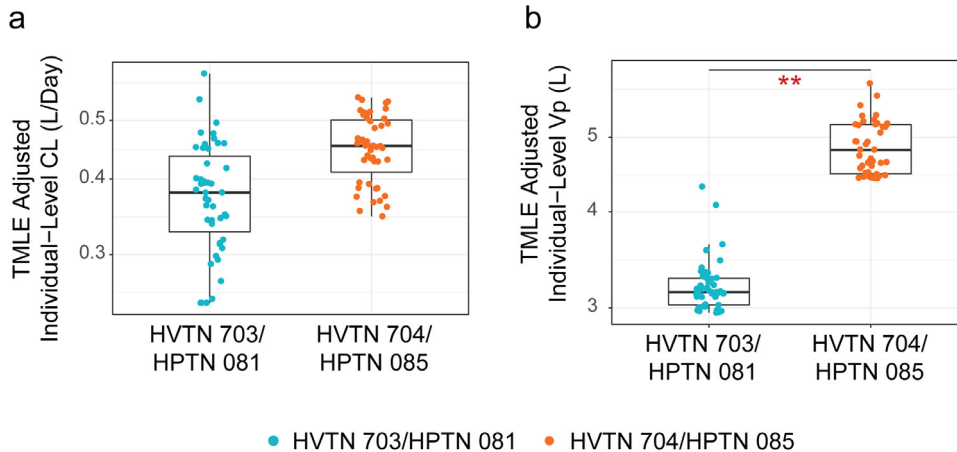 a
TMLE Adjusted
Individual-Level CL (L/Day)
0.5
0.4
0.3
HVTN 703/
HPTN 081
HVTN 704/
HPTN 085
b
TMLE Adjusted
Individual-Level Vp (L)
**
5
4
3
HVTN 703/
HPTN 081
HVTN 704/
HPTN 085
HVTN 703/HPTN 081
HVTN 704/HPTN 085